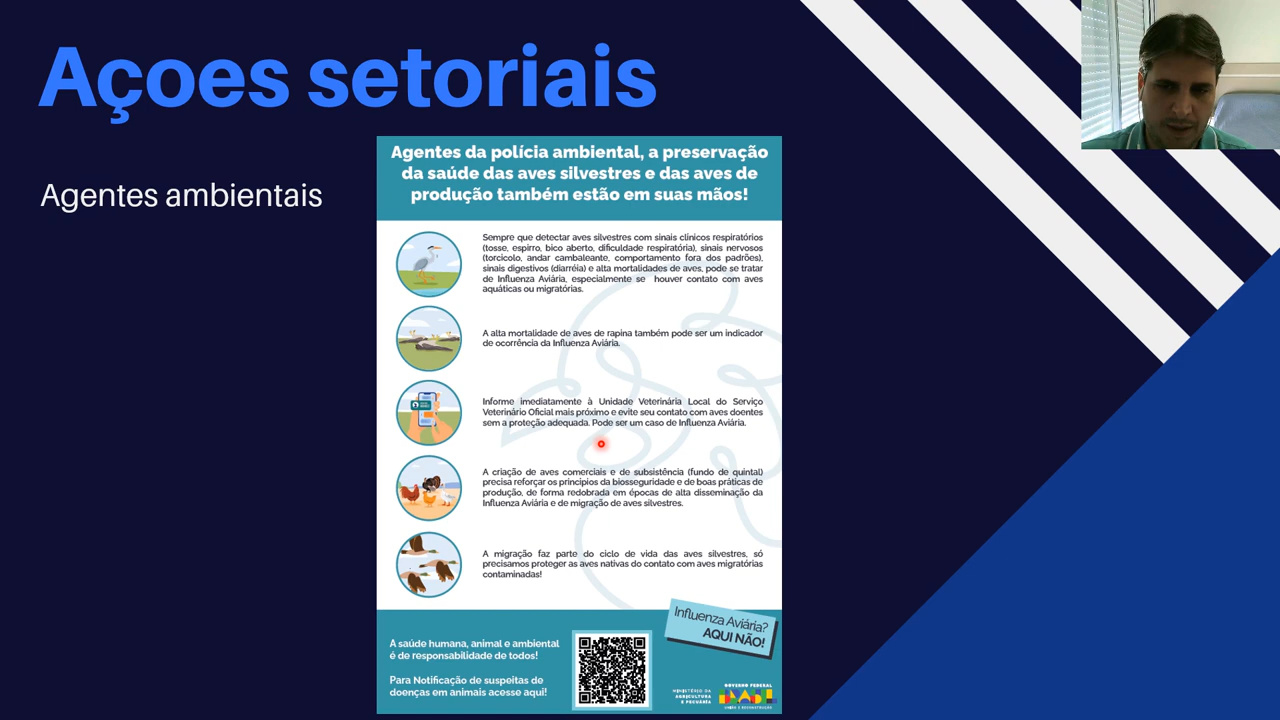 Açoes setoriais
Agentes ambientais
Agentes da polícia ambiental, a preservação
da saúde das aves silvestres e das aves de
produção também estão em suas mãos!
Sempre que detectar aves silvestres com sinais clínicos respiratórios
(tosse, espirro, bico aberto, dificuldade respiratória), sinais nervosos
(torcicolo, andar cambaleante, comportamento fora dos padrões),
sinais digestivos (diarréia) e alta mortalidades de aves, pode se tratar
de Influenza Aviária, especialmente se houver contato com aves
aquáticas ou migratórias.
A alta mortalidade de aves de rapina também pode ser um indicador
de ocorrência da Influenza Aviária.
Informe imediatamente à Unidade Veterinária Local do Serviço
Veterinário Oficial mais próximo e evite seu contato com aves doentes
sem a proteção adequada. Pode ser um caso de Influenza Aviária.
A criação de aves comerciais e de subsistência (fundo de quintal)
precisa reforçar os princípios da biosseguridade e de boas práticas de
produção, de forma redobrada em épocas de alta disseminação da
Influenza Aviária e de migração de aves silvestres.
A migração faz parte do ciclo de vida das aves silvestres, só
precisamos proteger as aves nativas do contato com aves migratórias
contaminadas!
Influenza Aviária?
AQUI NÃO!
A saúde humana, animal e ambiental
é de responsabilidade de todos!
Para Notificação de suspeitas de
doenças em animais acesse aqui!
MINISTÉRIO DA
AGRICULTURA
E PECUÁRIA
GOVERNO FEDERAL
BRASIL
UNIÃO E RECONSTRUÇÃO